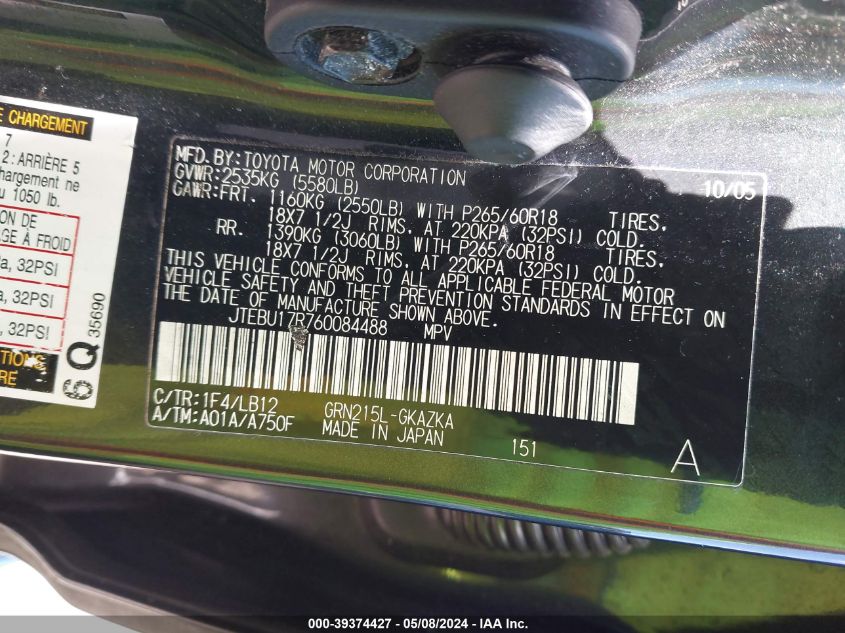 E CHARGEMENT
7
2: ARRIÈRE 5
chargement ne
u 1050 lb.
ION DE
AGE À FROID
a, 32PSI
a, 32PSI
, 32PSI
TIONS
RE
6Q 35690
MFD. BY: TOYOTA MOTOR CORPORATION 10/05
GVWR: 2535KG (5580LB)
GAWR: FRT. 1160KG (2550LB) WITH P265/60R18 TIRES,
18X7 1/2J RIMS, AT 220KPA (32PSI) COLD.
RR. 1390KG (3060LB) WITH P265/60R18 TIRES,
18X7 1/2J RIMS, AT 220KPA (32PSI) COLD.
THIS VEHICLE CONFORMS TO ALL APPLICABLE FEDERAL MOTOR
VEHICLE SAFETY AND THEFT PREVENTION STANDARDS IN EFFECT ON
THE DATE OF MANUFACTURE SHOWN ABOVE.
JTEBU17R760084488 MPV
C/TR: 1F4/LB12 GRN215L-GKAZKA
A/TM: A01A/A750F MADE IN JAPAN 151 A
000-39374427 - 05/08/2024 - IAA Inc.